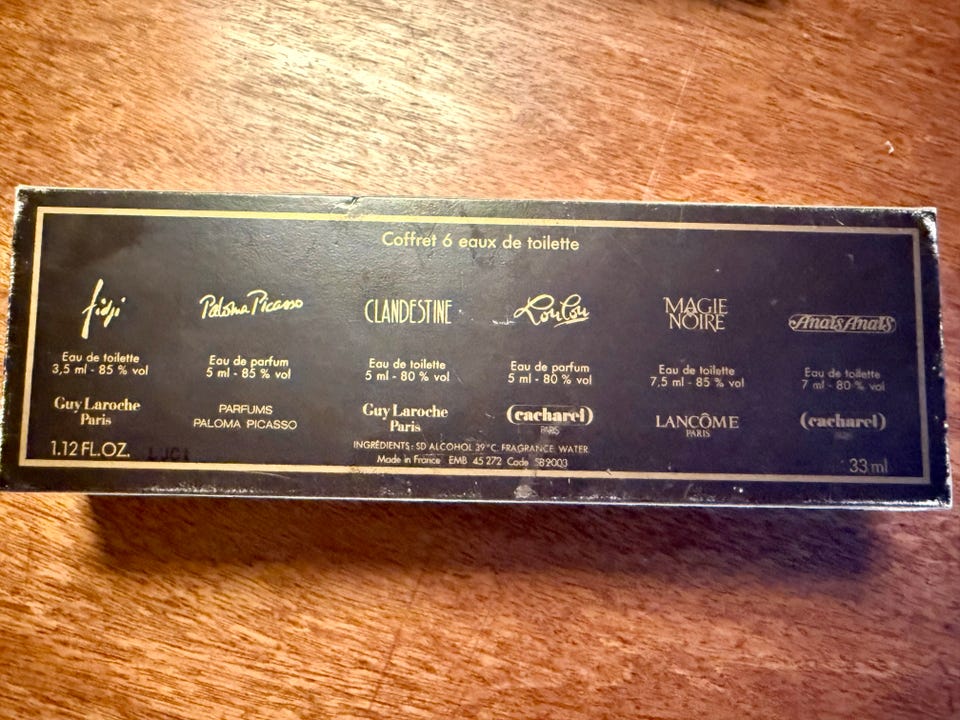 Coffret 6 eaux de toilette
fidji
Eau de toilette
3,5 ml - 85 % vol
Guy Laroche
Paris
Paloma Picasso
Eau de parfum
5 ml - 85 % vol
PARFUMS
PALOMA PICASSO
CLANDESTINE
Eau de toilette
5 ml - 80 % vol
Guy Laroche
Paris
LouLou
Eau de parfum
5 ml - 80 % vol
cacharel
PARIS
MAGIE
NOIRE
Eau de toilette
7,5 ml - 85 % vol
LANCÔME
PARIS
Anaïs Anaïs
Eau de toilette
7 ml - 80 % vol
cacharel
1.12 FL.OZ.
INGRÉDIENTS: SD ALCOHOL 39°C. FRAGRANCE. WATER.
Made in France EMB 45 272 Code 582003
33 ml